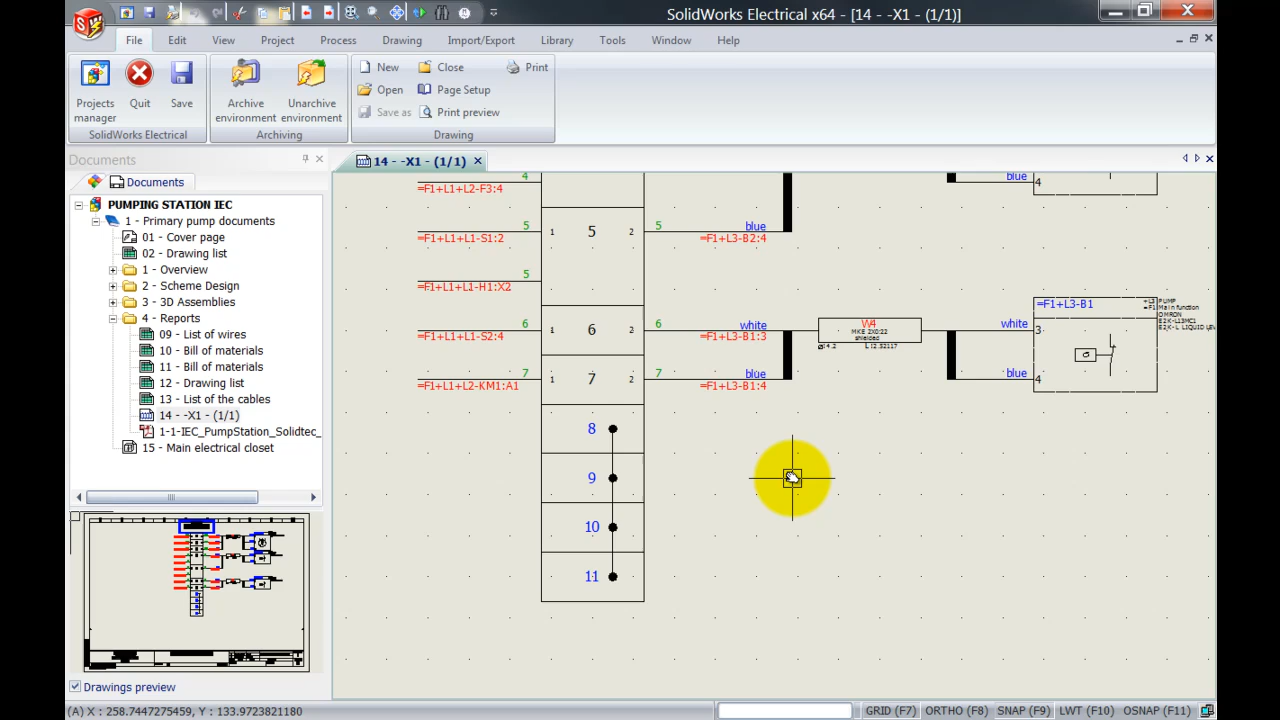 SolidWorks Electrical x64 - [14 - -X1 - (1/1)]
File Edit View Project Process Drawing Import/Export Library Tools Window Help
Projects manager
Quit
Save
Archive environment
Unarchive environment
New
Open
Save as
Close
Page Setup
Print preview
Print
SolidWorks Electrical
Archiving
Drawing
Documents
Documents
PUMPING STATION IEC
1 - Primary pump documents
01 - Cover page
02 - Drawing list
1 - Overview
2 - Scheme Design
3 - 3D Assemblies
4 - Reports
09 - List of wires
10 - Bill of materials
11 - Bill of materials
12 - Drawing list
13 - List of the cables
14 - -X1 - (1/1)
1-1-IEC_PumpStation_Solidtec_
15 - Main electrical closet
Drawings preview
14 - -X1 - (1/1)
4
=F1+L1+L2-F3:4
blue
4
5
=F1+L1+L1-S1:2
1 5 2
5
blue
=F1+L3-B2:4
5
=F1+L1+L1-H1:X2
6
=F1+L1+L2-S2:4
1 6 2
6
white
=F1+L3-B1:3
W4
MKE 2X0.22
shielded
white
3
=F1+L3-B1
PUMP
Main function
OMRON
7
=F1+L1+L2-KM1:A1
1 7 2
7
blue
=F1+L3-B1:4
blue
4
8
9
10
11
(A) X : 258.7447275459, Y : 133.9723821180
GRID (F7) ORTHO (F8) SNAP (F9) LWT (F10) OSNAP (F11)